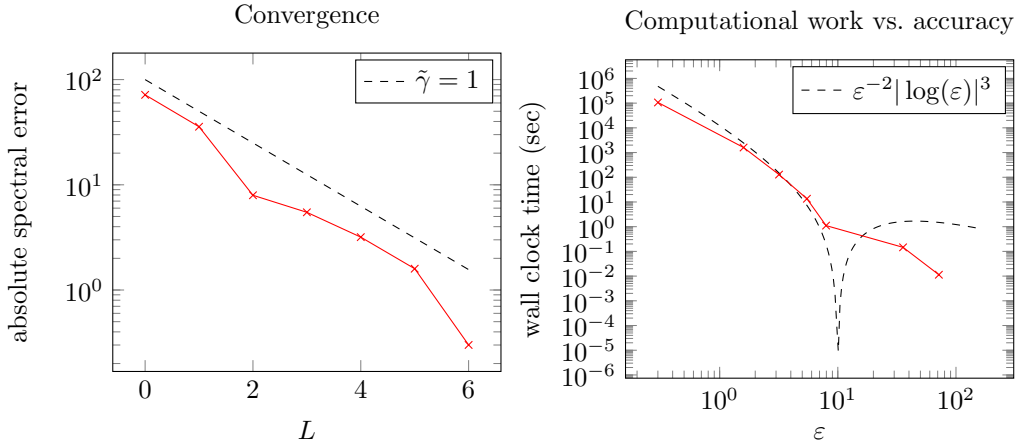 Convergence
absolute spectral error
10^2
10^1
10^0
0
2
4
6
L
γ̃ = 1
Computational work vs. accuracy
wall clock time (sec)
10^6
10^5
10^4
10^3
10^2
10^1
10^0
10^−1
10^−2
10^−3
10^−4
10^−5
10^−6
10^0
10^1
10^2
ε
ε^−2|log(ε)|^3